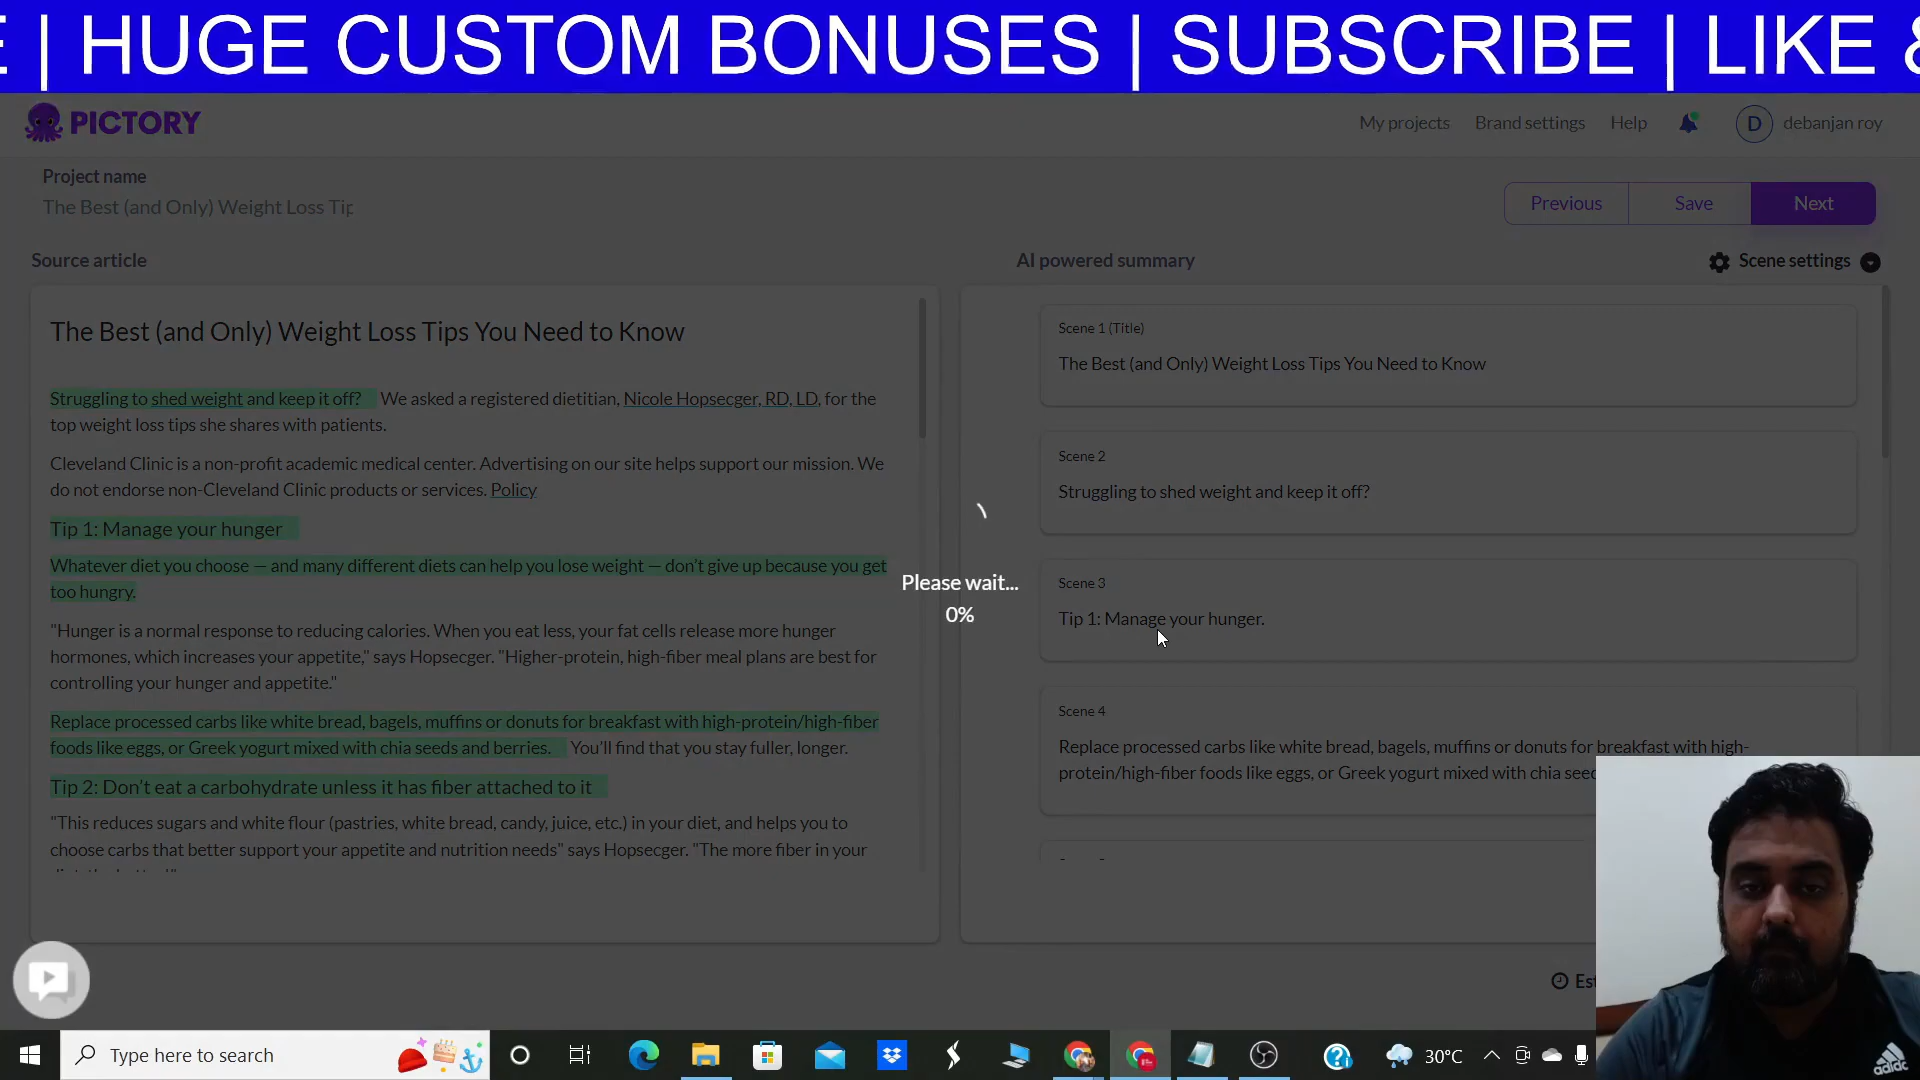 | HUGE CUSTOM BONUSES | SUBSCRIBE | LIKE &
PICTORY
My projects
Brand settings
Help
D
debanjan roy
Project name
The Best (and Only) Weight Loss Tip
Previous
Save
Next
Source article
AI powered summary
Scene settings
The Best (and Only) Weight Loss Tips You Need to Know
Struggling to shed weight and keep it off? We asked a registered dietitian, Nicole Hopsecger, RD, LD, for the
top weight loss tips she shares with patients.
Cleveland Clinic is a non-profit academic medical center. Advertising on our site helps support our mission. We
do not endorse non-Cleveland Clinic products or services. Policy
Tip 1: Manage your hunger
Whatever diet you choose — and many different diets can help you lose weight — don't give up because you get
too hungry.
"Hunger is a normal response to reducing calories. When you eat less, your fat cells release more hunger
hormones, which increases your appetite," says Hopsecger. "Higher-protein, high-fiber meal plans are best for
controlling your hunger and appetite."
Replace processed carbs like white bread, bagels, muffins or donuts for breakfast with high-protein/high-fiber
foods like eggs, or Greek yogurt mixed with chia seeds and berries. You'll find that you stay fuller, longer.
Tip 2: Don't eat a carbohydrate unless it has fiber attached to it
"This reduces sugars and white flour (pastries, white bread, candy, juice, etc.) in your diet, and helps you to
choose carbs that better support your appetite and nutrition needs" says Hopsecger. "The more fiber in your
Please wait...
0%
Scene 1 (Title)
The Best (and Only) Weight Loss Tips You Need to Know
Scene 2
Struggling to shed weight and keep it off?
Scene 3
Tip 1: Manage your hunger.
Scene 4
Replace processed carbs like white bread, bagels, muffins or donuts for breakfast with high-
protein/high-fiber foods like eggs, or Greek yogurt mixed with chia
Type here to search
30°C
adidas